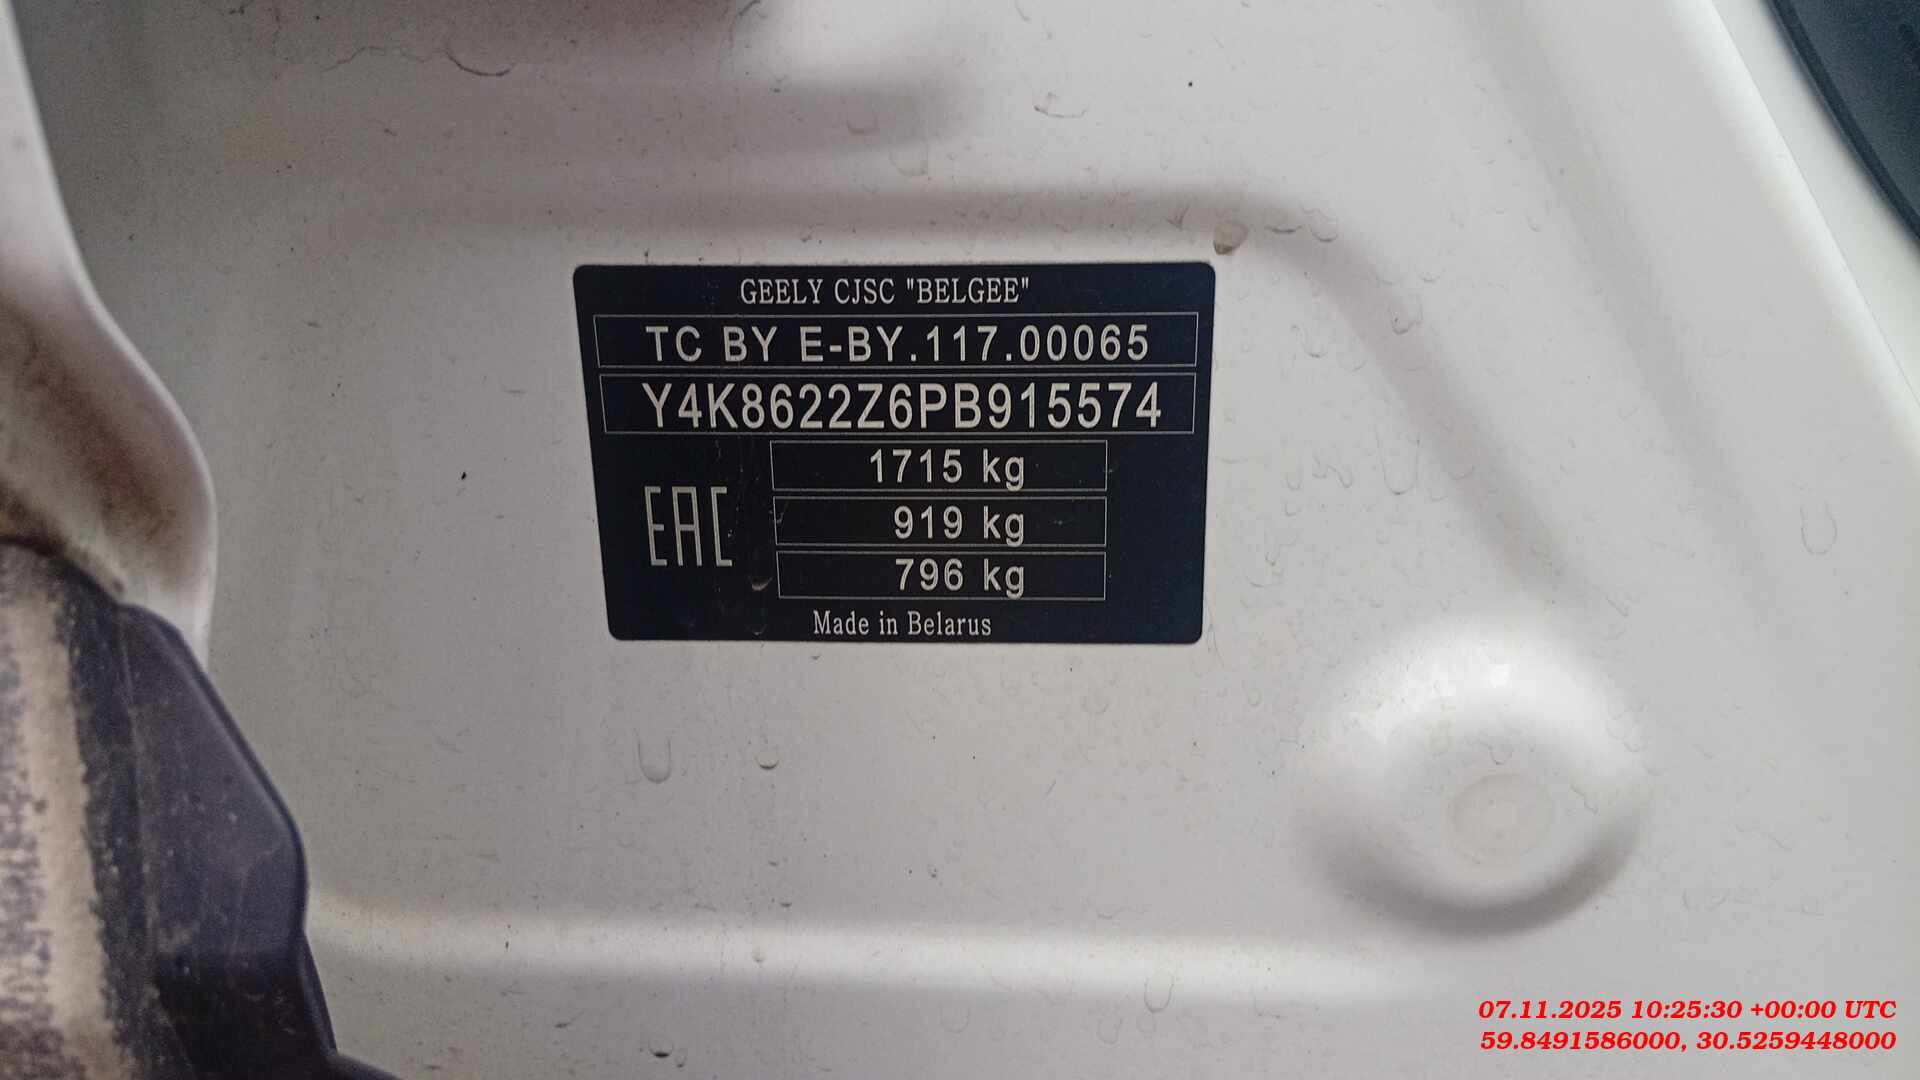 GEELY CJSC "BELGEE"
TC BY E-BY.117.00065
Y4K8622Z6PB915574
1715 kg
919 kg
EAC
796 kg
Made in Belarus
07.11.2025 10:25:30 +00:00 UTC
59.8491586000, 30.5259448000